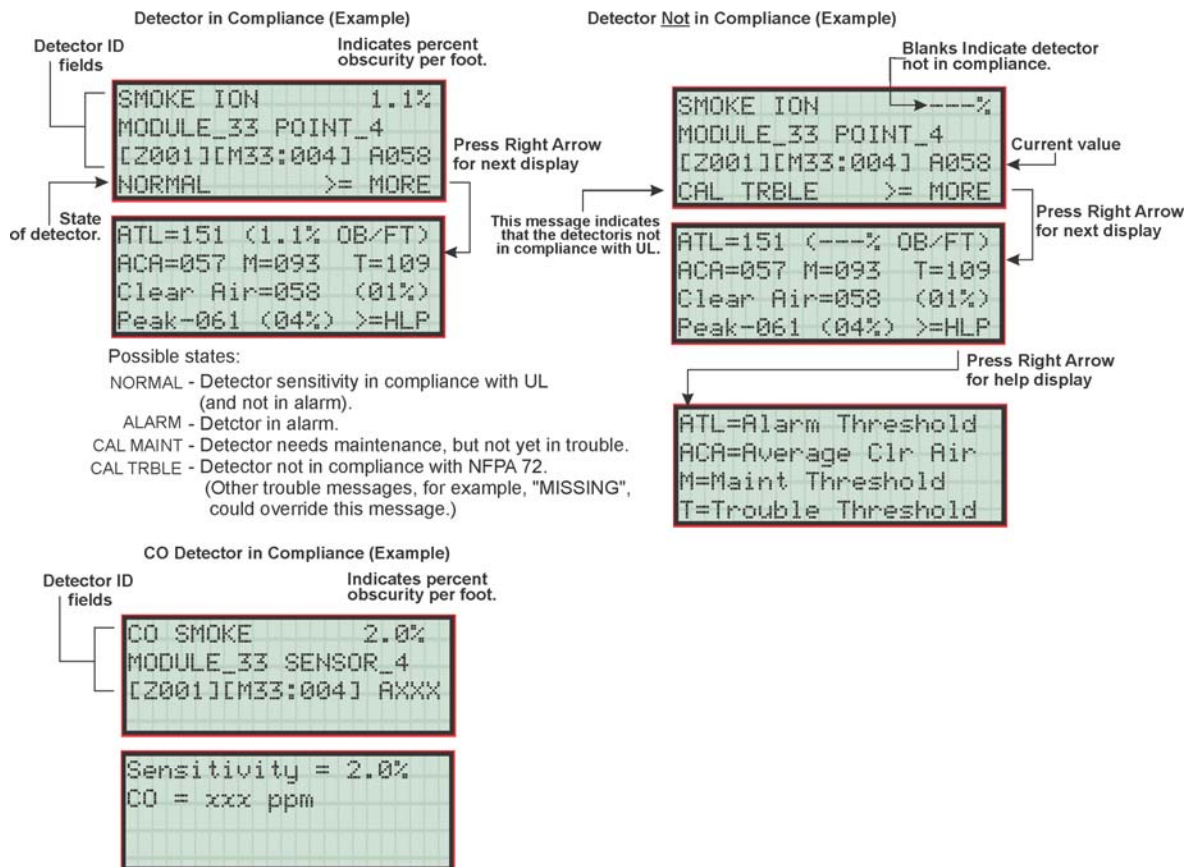 Detector in Compliance (Example)
Detector ID
fields
Indicates percent
obscurity per foot.
SMOKE ION 1.1%
MODULE_33 POINT_4
[Z001][M33:004] A058
NORMAL >= MORE
Press Right Arrow
for next display
State
of detector.
ATL=151 (1.1% OB/FT)
ACA=057 M=093 T=109
Clear Air=058 (01%)
Peak-061 (04%) >=HLP
Possible states:
NORMAL - Detector sensitivity in compliance with UL
(and not in alarm).
ALARM - Detctor in alarm.
CAL MAINT - Detector needs maintenance, but not yet in trouble.
CAL TRBLE - Detector not in compliance with NFPA 72.
(Other trouble messages, for example, "MISSING",
could override this message.)
Detector Not in Compliance (Example)
Blanks Indicate detector
not in compliance.
SMOKE ION ---%
MODULE_33 POINT_4
[Z001][M33:004] A058
CAL TRBLE >= MORE
Current value
This message indicates
that the detectoris not
in compliance with UL.
Press Right Arrow
for next display
ATL=151 (---% OB/FT)
ACA=057 M=093 T=109
Clear Air=058 (01%)
Peak-061 (04%) >=HLP
Press Right Arrow
for help display
ATL=Alarm Threshold
ACA=Average Clr Air
M=Maint Threshold
T=Trouble Threshold
CO Detector in Compliance (Example)
Detector ID
fields
Indicates percent
obscurity per foot.
CO SMOKE 2.0%
MODULE_33 SENSOR_4
[Z001][M33:004] AXXX
Sensitivity = 2.0%
CO = xxx ppm